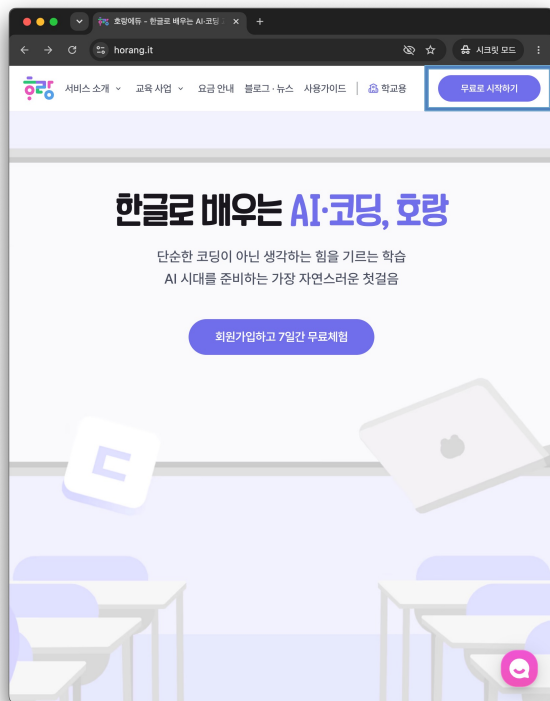 호랑에듀 - 한글로 배우는 AI·코딩
horang.it
시크릿 모드
호랑
서비스 소개
교육 사업
요금 안내
블로그·뉴스
사용가이드
학교용
무료로 시작하기
한글로 배우는 AI·코딩, 호랑
단순한 코딩이 아닌 생각하는 힘을 기르는 학습
AI 시대를 준비하는 가장 자연스러운 첫걸음
회원가입하고 7일간 무료체험
ㄷ